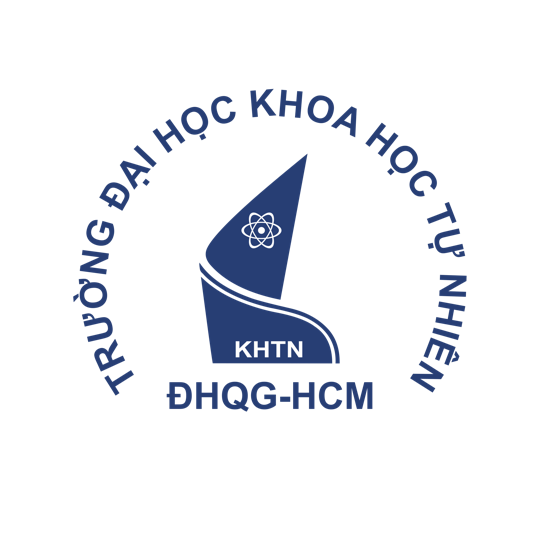 TRƯỜNG ĐẠI HỌC KHOA HỌC TỰ NHIÊN
KHTN
ĐHQG-HCM